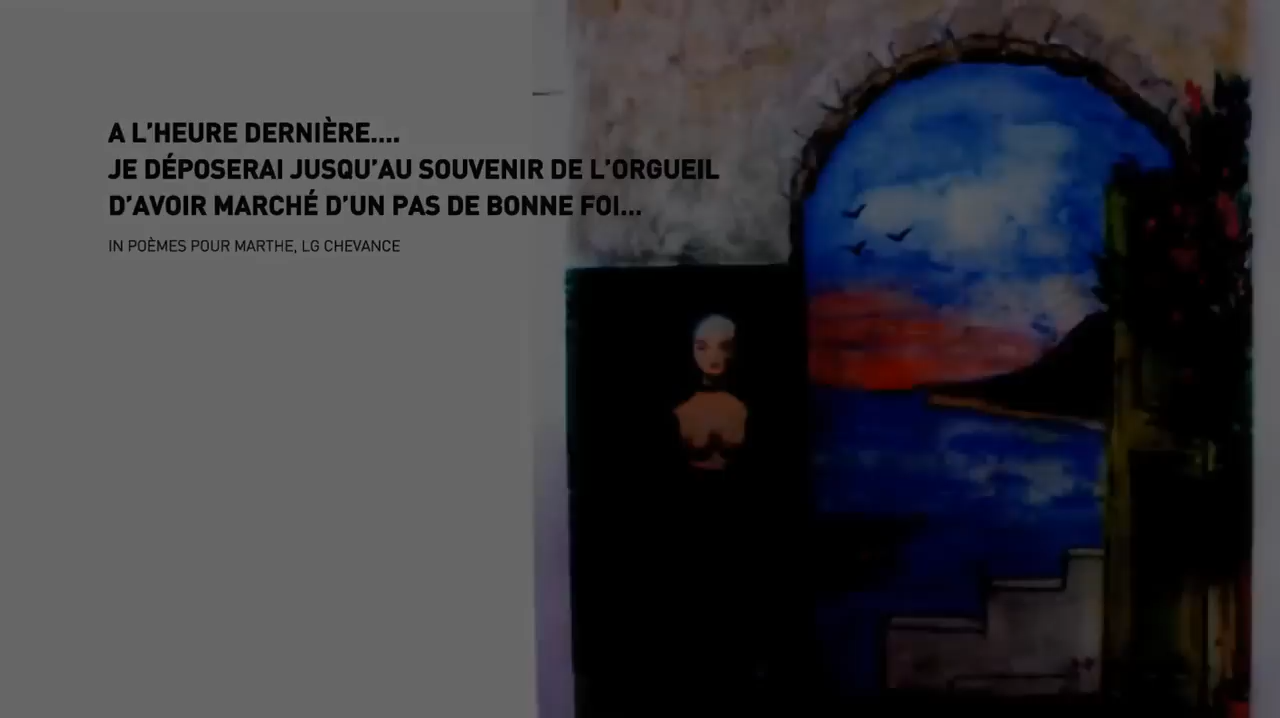 A L'HEURE DERNIÈRE....
JE DÉPOSERAI JUSQU'AU SOUVENIR DE L'ORGUEIL
D'AVOIR MARCHÉ D'UN PAS DE BONNE FOI...
IN POÈMES POUR MARTHE, LG CHEVANCE